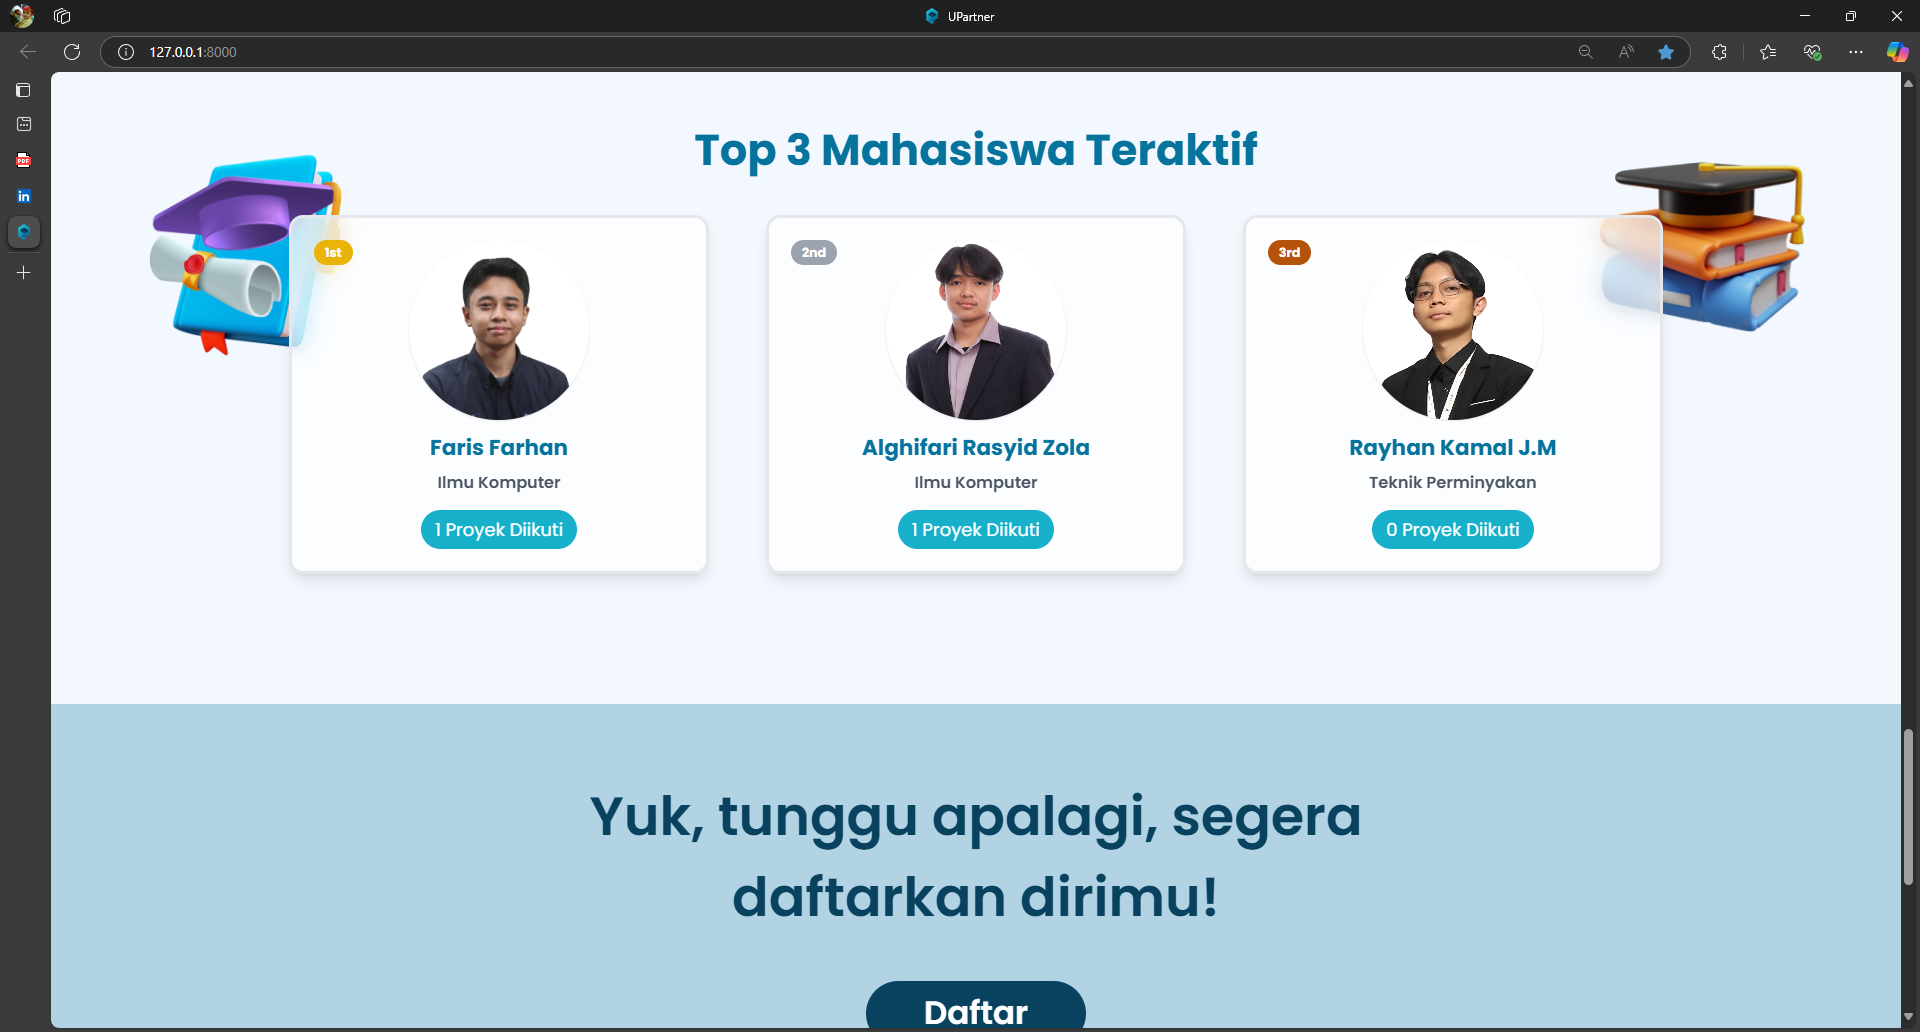 UPartner
127.0.0.1:8000
Top 3 Mahasiswa Teraktif
1st
2nd
3rd
Faris Farhan
Alghifari Rasyid Zola
Rayhan Kamal J.M
Ilmu Komputer
Ilmu Komputer
Teknik Perminyakan
1 Proyek Diikuti
1 Proyek Diikuti
0 Proyek Diikuti
Yuk, tunggu apalagi, segera
daftarkan dirimu!
Daftar
PDF
in